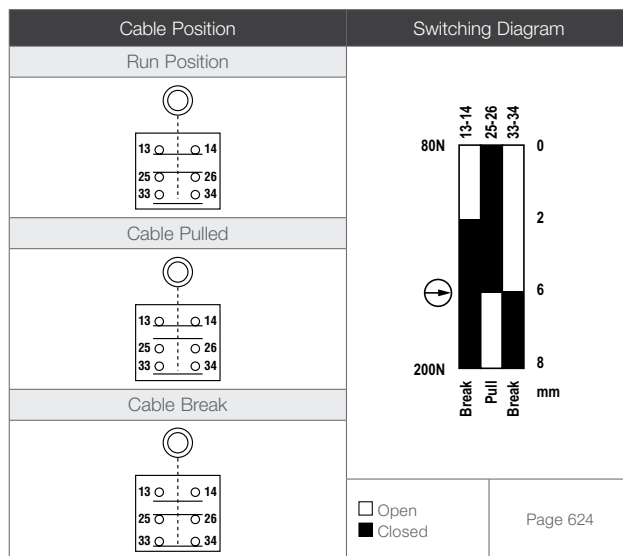 Cable Position
Switching Diagram
Run Position
13 14
25 26
33 34
Cable Pulled
13 14
25 26
33 34
Cable Break
13 14
25 26
33 34
13-14 25-26 33-34
80N 0
2
6
200N 8
mm
Break Pull Break
Open
Closed
Page 624